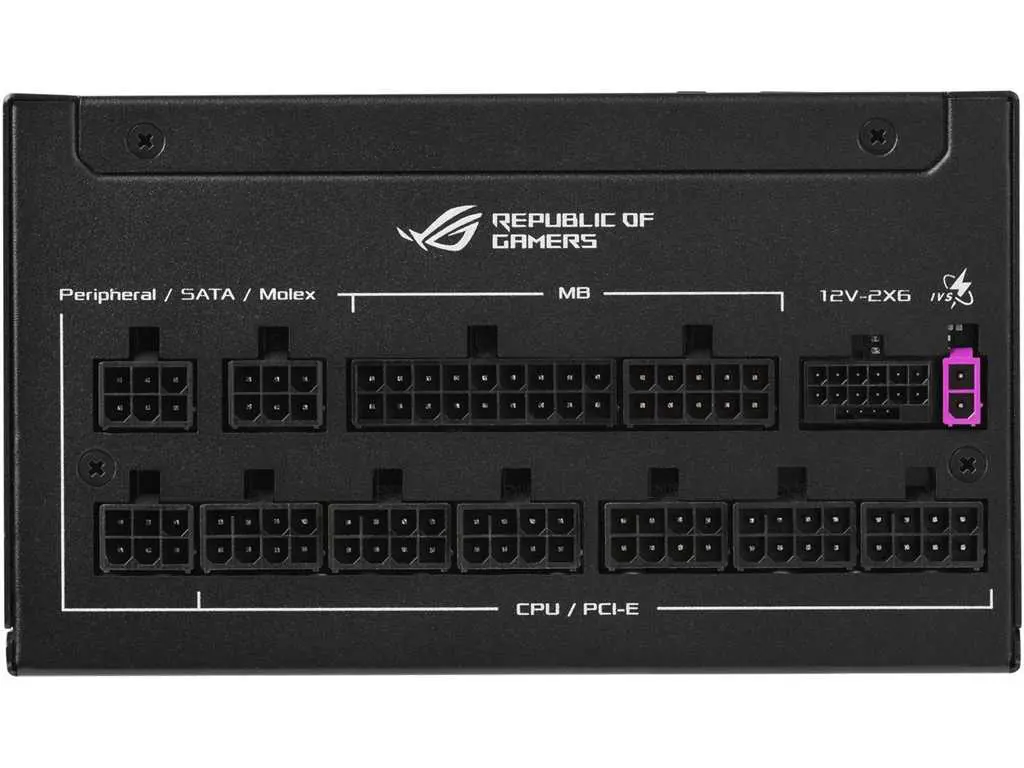 REPUBLIC OF
GAMERS
Peripheral / SATA / Molex
MB
12V-2X6
IVS
CPU / PCI-E